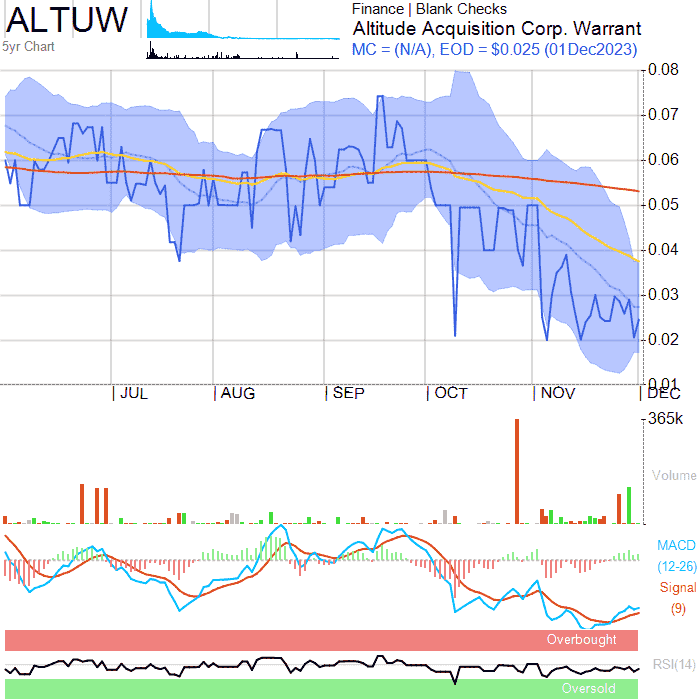 ALTUW
5yr Chart
Finance | Blank Checks
Altitude Acquisition Corp. Warrant
MC = (N/A), EOD = $0.025 (01Dec2023)
0.08
0.07
0.06
0.05
0.04
0.03
0.02
0.01
JUL
AUG
SEP
OCT
NOV
DEC
365k
Volume
MACD
(12-26)
Signal
(9)
Overbought
RSI(14)
Oversold